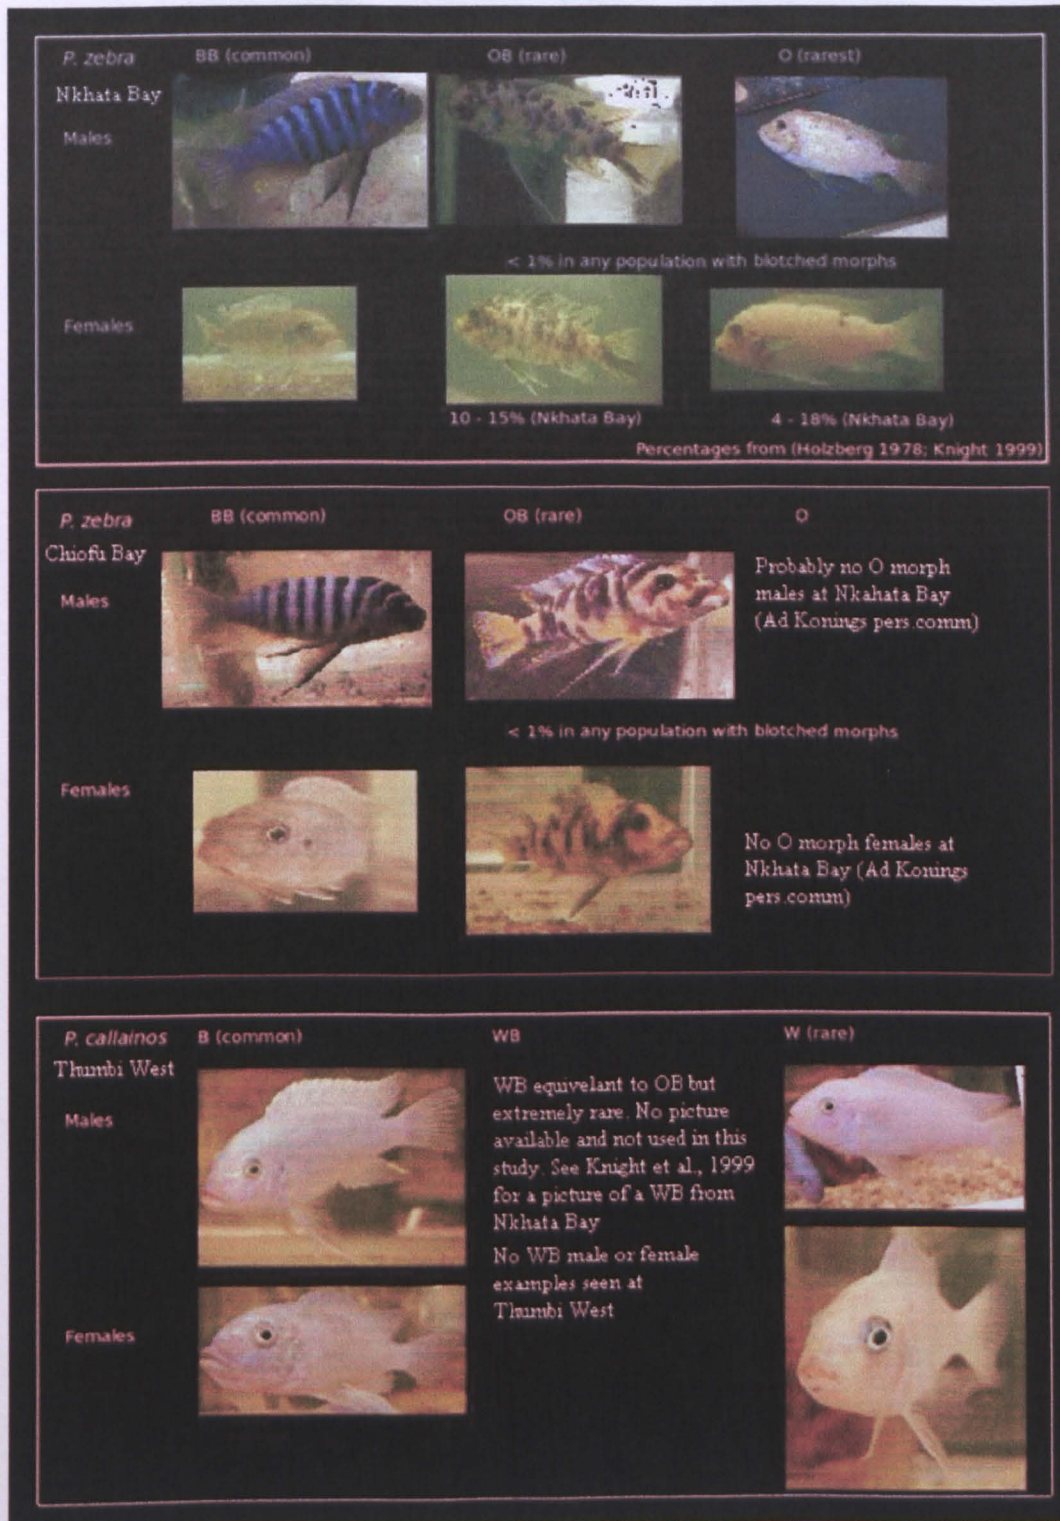 P. zebra BB (common) OB (rare) O (rarest)
Nkhata Bay
Males
< 1% in any population with blotched morphs
Females
10 - 15% (Nkhata Bay) 4 - 18% (Nkhata Bay)
Percentages from (Holzberg 1978; Knight 1999)
P. zebra BB (common) OB (rare) O
Chiofu Bay
Males
Probably no O morph
males at Nkahata Bay
(Ad Konings pers.comm)
< 1% in any population with blotched morphs
Females
No O morph females at
Nkhata Bay (Ad Konings
pers.comm)
P. callainos B (common) WB W (rare)
Thumbi West
Males
WB equivelant to OB but
extremely rare. No picture
available and not used in this
study. See Knight et al., 1999
for a picture of a WB from
Nkhata Bay
No WB male or female
examples seen at
Thumbi West
Females